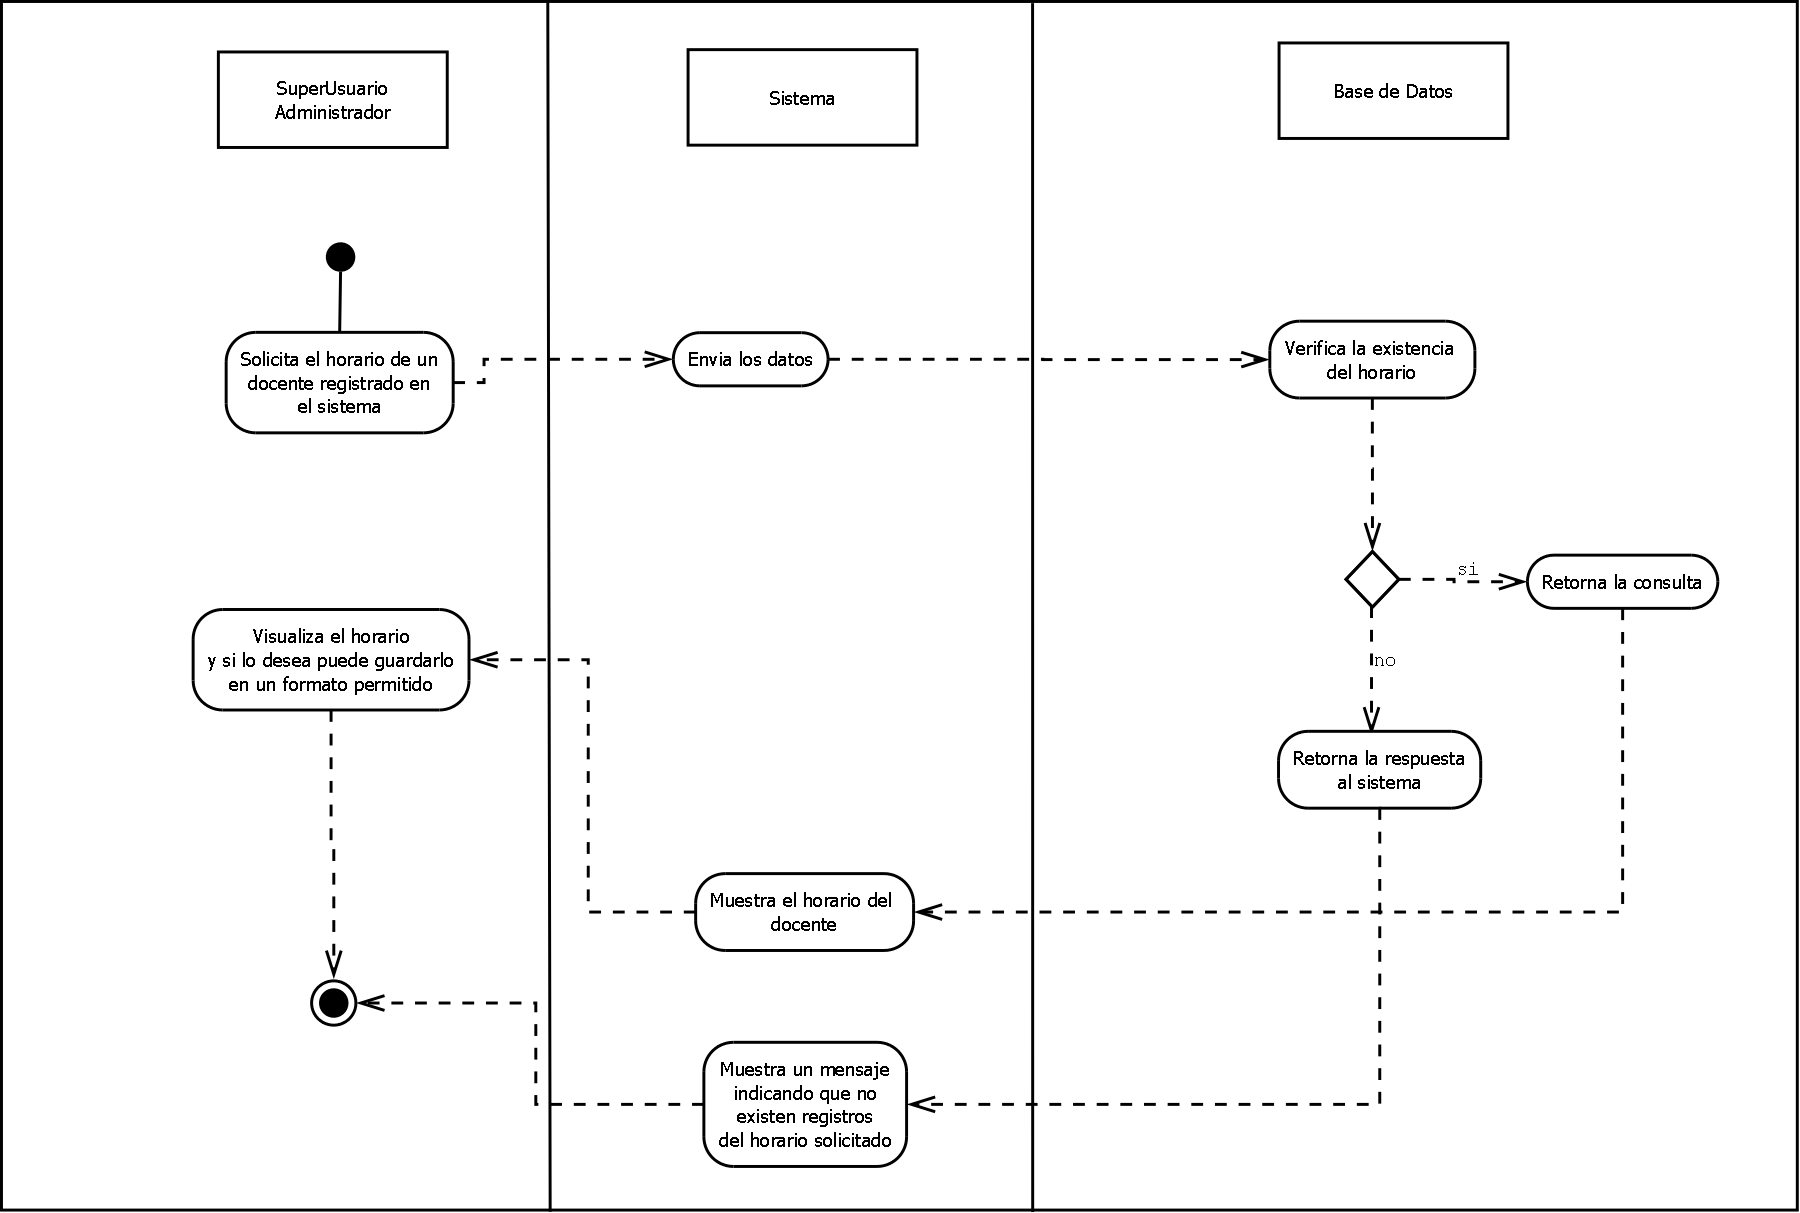 SuperUsuario
Administrador
Sistema
Base de Datos
Solicita el horario de un
docente registrado en
el sistema
Envia los datos
Verifica la existencia
del horario
si
Retorna la consulta
no
Visualiza el horario
y si lo desea puede guardarlo
en un formato permitido
Retorna la respuesta
al sistema
Muestra el horario del
docente
Muestra un mensaje
indicando que no
existen registros
del horario solicitado